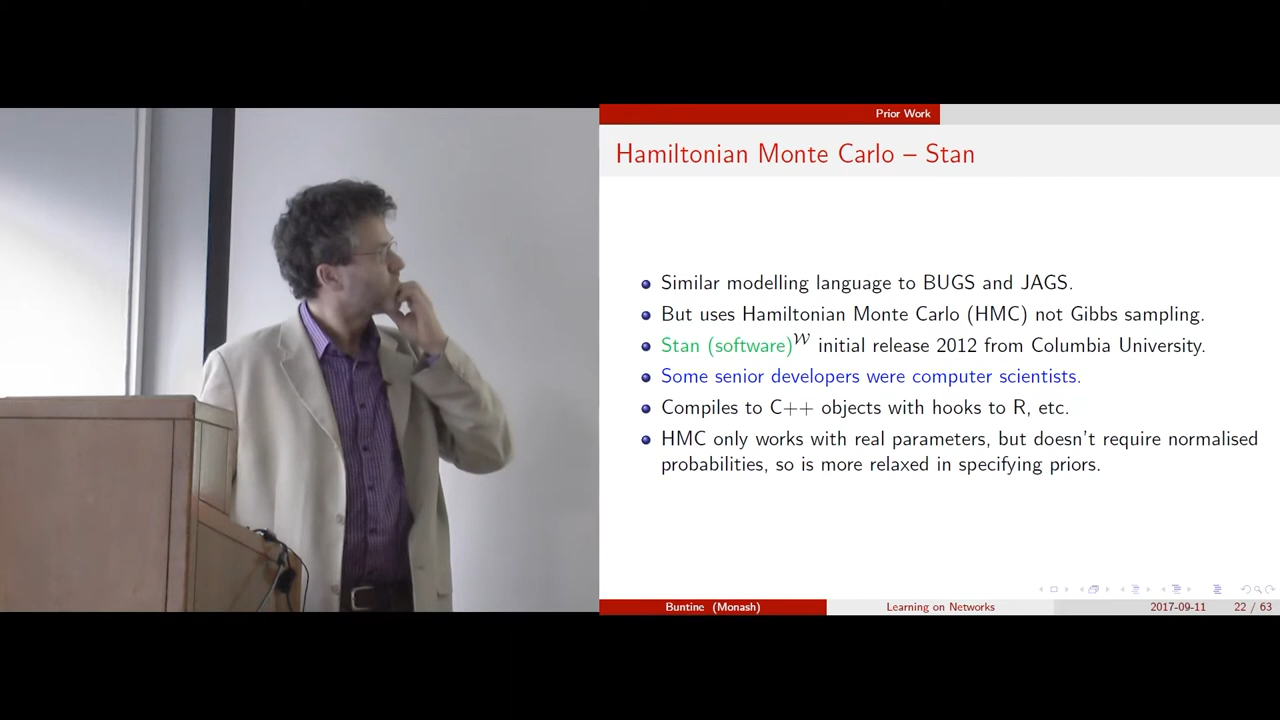 Prior Work
Hamiltonian Monte Carlo – Stan
Similar modelling language to BUGS and JAGS.
But uses Hamiltonian Monte Carlo (HMC) not Gibbs sampling.
Stan (software)𝒲 initial release 2012 from Columbia University.
Some senior developers were computer scientists.
Compiles to C++ objects with hooks to R, etc.
HMC only works with real parameters, but doesn't require normalised
probabilities, so is more relaxed in specifying priors.
Buntine (Monash) Learning on Networks 2017-09-11 22 / 63